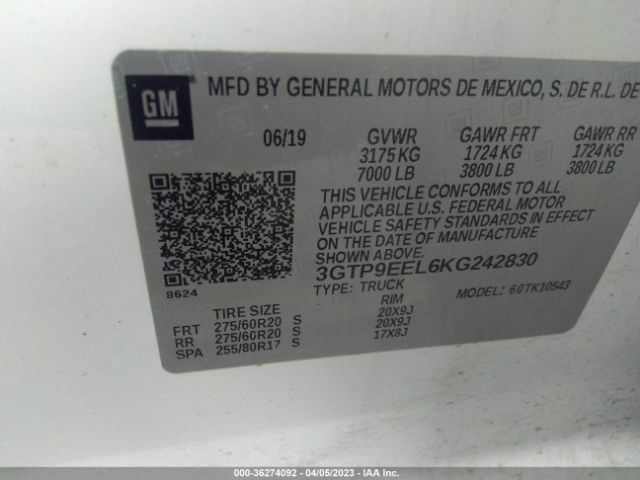 GM
MFD BY GENERAL MOTORS DE MEXICO, S. DE R.L. DE
06/19 GVWR GAWR FRT GAWR RR
3175 KG 1724 KG 1724 KG
7000 LB 3800 LB 3800 LB
THIS VEHICLE CONFORMS TO ALL
APPLICABLE U.S. FEDERAL MOTOR
VEHICLE SAFETY STANDARDS IN EFFECT
ON THE DATE OF MANUFACTURE SHOWN ABOVE.
3GTP9EEL6KG242830
8624
TYPE: TRUCK MODEL: 60TK10543
TIRE SIZE RIM
FRT 275/60R20 S 20X9J
RR 275/60R20 S 20X9J
SPA 255/80R17 S 17X8J
000-36274092 - 04/05/2023 - IAA Inc.